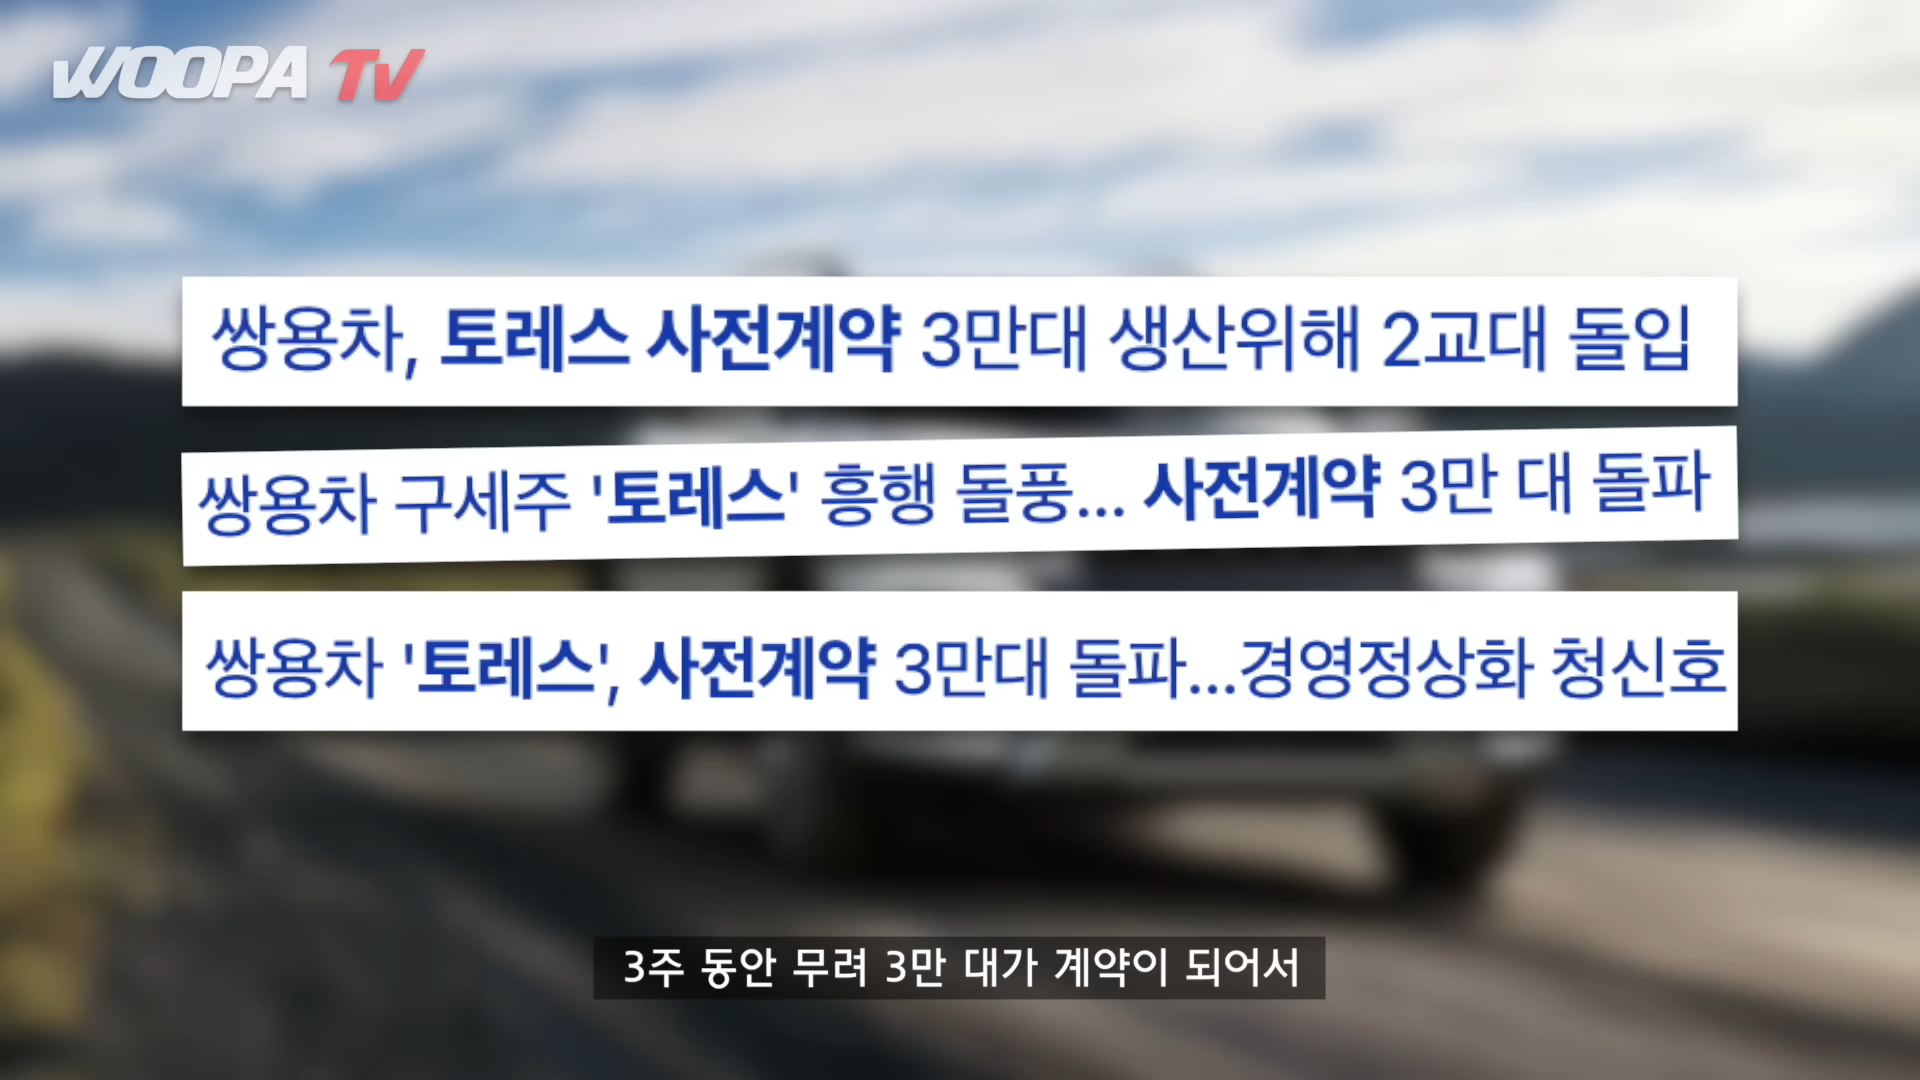 WOOPA TV
쌍용차, 토레스 사전계약 3만대 생산위해 2교대 돌입
쌍용차 구세주 '토레스' 흥행 돌풍... 사전계약 3만 대 돌파
쌍용차 '토레스', 사전계약 3만대 돌파...경영정상화 청신호
3주 동안 무려 3만 대가 계약이 되어서